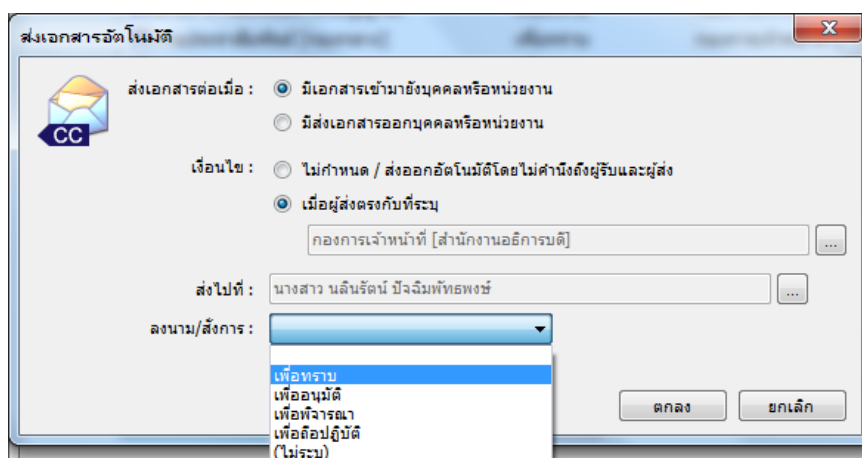 ส่งเอกสารอัตโนมัติ
ส่งเอกสารต่อเมื่อ : มีเอกสารเข้ามายังบุคคลหรือหน่วยงาน
มีส่งเอกสารออกบุคคลหรือหน่วยงาน
CC
เงื่อนไข : ไม่กำหนด / ส่งออกอัตโนมัติโดยไม่คำนึงถึงผู้รับและผู้ส่ง
เมื่อผู้ส่งตรงกับที่ระบุ
กองการเจ้าหน้าที่ [สำนักงานอธิการบดี] ...
ส่งไปที่ : นางสาว นลินรัตน์ ปัจฉิมพัทธพงษ์ ...
ลงนาม/สั่งการ :
เพื่อทราบ
เพื่ออนุมัติ
เพื่อพิจารณา
เพื่อถือปฏิบัติ
(ไม่ระบุ)
ตกลง ยกเลิก